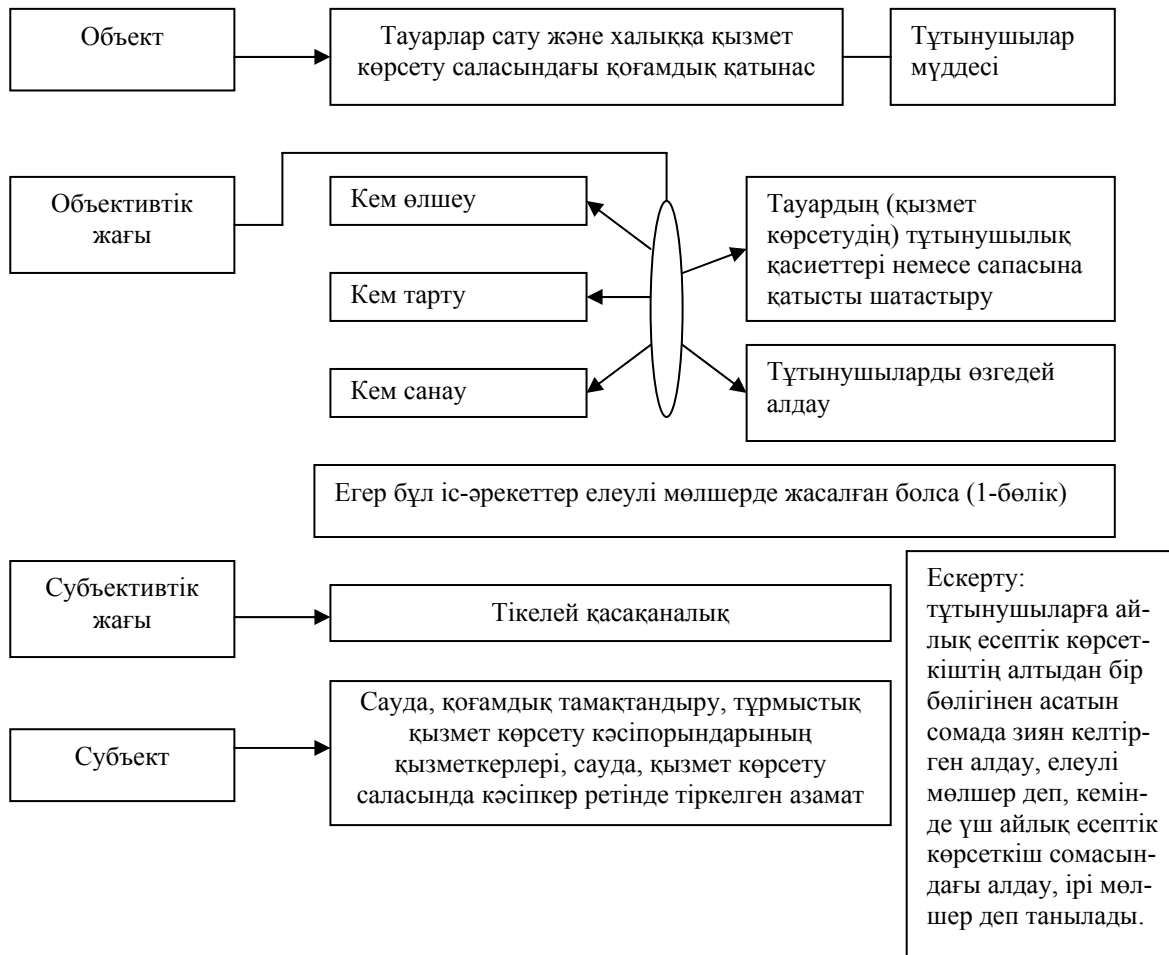 Объект
Тауарлар сату және халыққа қызмет
көрсету саласындағы қоғамдық қатынас
Тұтынушылар
мүддесі
Объективтік
жағы
Кем өлшеу
Кем тарту
Кем санау
Тауардың (қызмет
көрсетудің) тұтынушылық
қасиеттері немесе сапасына
қатысты шатастыру
Тұтынушыларды өзгедей
алдау
Егер бұл іс-әрекеттер елеулі мөлшерде жасалған болса (1-бөлік)
Субъективтік
жағы
Тікелей қасақаналық
Субъект
Сауда, қоғамдық тамақтандыру, тұрмыстық
қызмет көрсету кәсіпорындарының
қызметкерлері, сауда, қызмет көрсету
саласында кәсіпкер ретінде тіркелген азамат
Ескерту:
тұтынушыларға ай-
лық есептік көрсет-
кіштің алтыдан бір
бөлігінен асатын
сомада зиян келтір-
ген алдау, елеулі
мөлшер деп, кемін-
де үш айлық есептік
көрсеткіш сомасын-
дағы алдау, ірі мөл-
шер деп танылады.